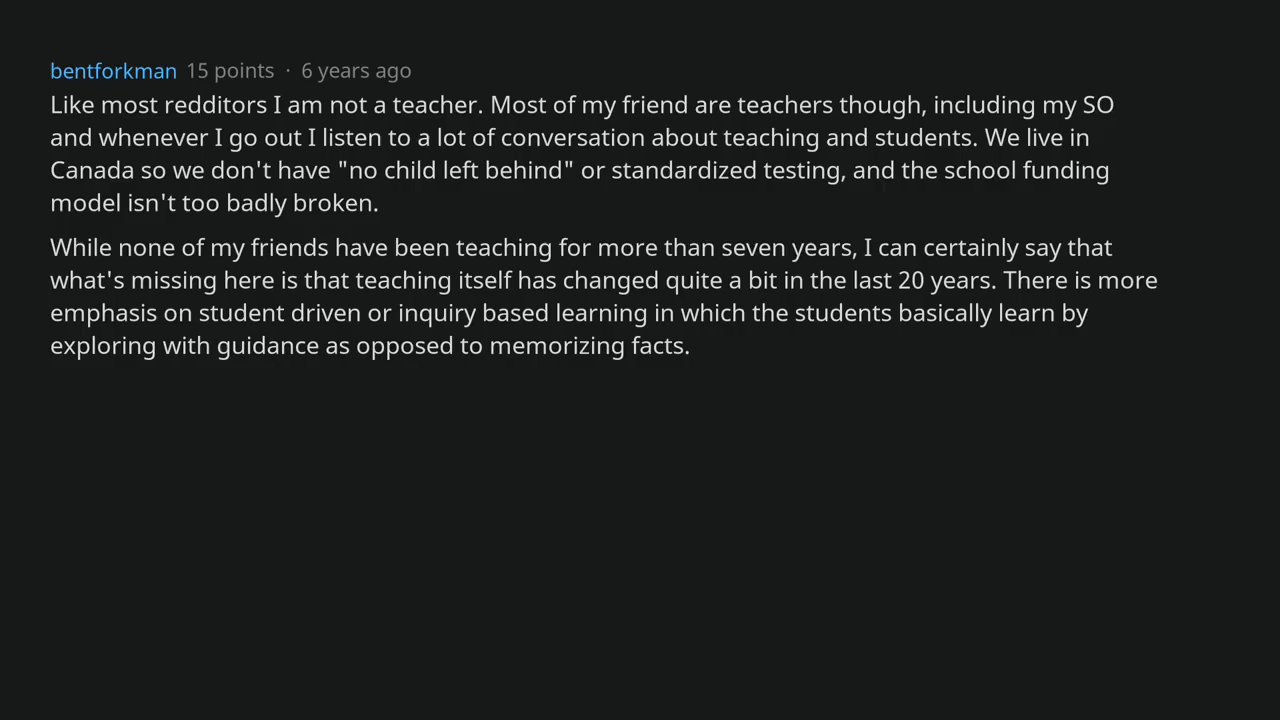 bentforkman 15 points · 6 years ago
Like most redditors I am not a teacher. Most of my friend are teachers though, including my SO
and whenever I go out I listen to a lot of conversation about teaching and students. We live in
Canada so we don't have "no child left behind" or standardized testing, and the school funding
model isn't too badly broken.
While none of my friends have been teaching for more than seven years, I can certainly say that
what's missing here is that teaching itself has changed quite a bit in the last 20 years. There is more
emphasis on student driven or inquiry based learning in which the students basically learn by
exploring with guidance as opposed to memorizing facts.